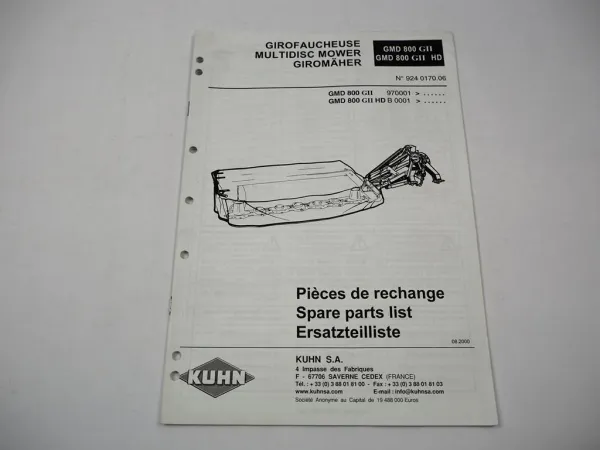 GIROFAUCHEUSE
MULTIDISC MOWER
GIROMÄHER
GMD 800 GII
GMD 800 GII HD
N° 924 0170.06
GMD 800 GII 970001 > ......
GMD 800 GII HD B 0001 > ......
Pièces de rechange
Spare parts list
Ersatzteilliste
08.2000
KUHN
KUHN S.A.
4 Impasse des Fabriques
F - 67706 SAVERNE CEDEX (FRANCE)
Tél. : + 33 (0) 3 88 01 81 00 - Fax : + 33 (0) 3 88 01 81 03
www.kuhnsa.com E-mail : info@kuhnsa.com
Société Anonyme au Capital de 19 488 000 Euros